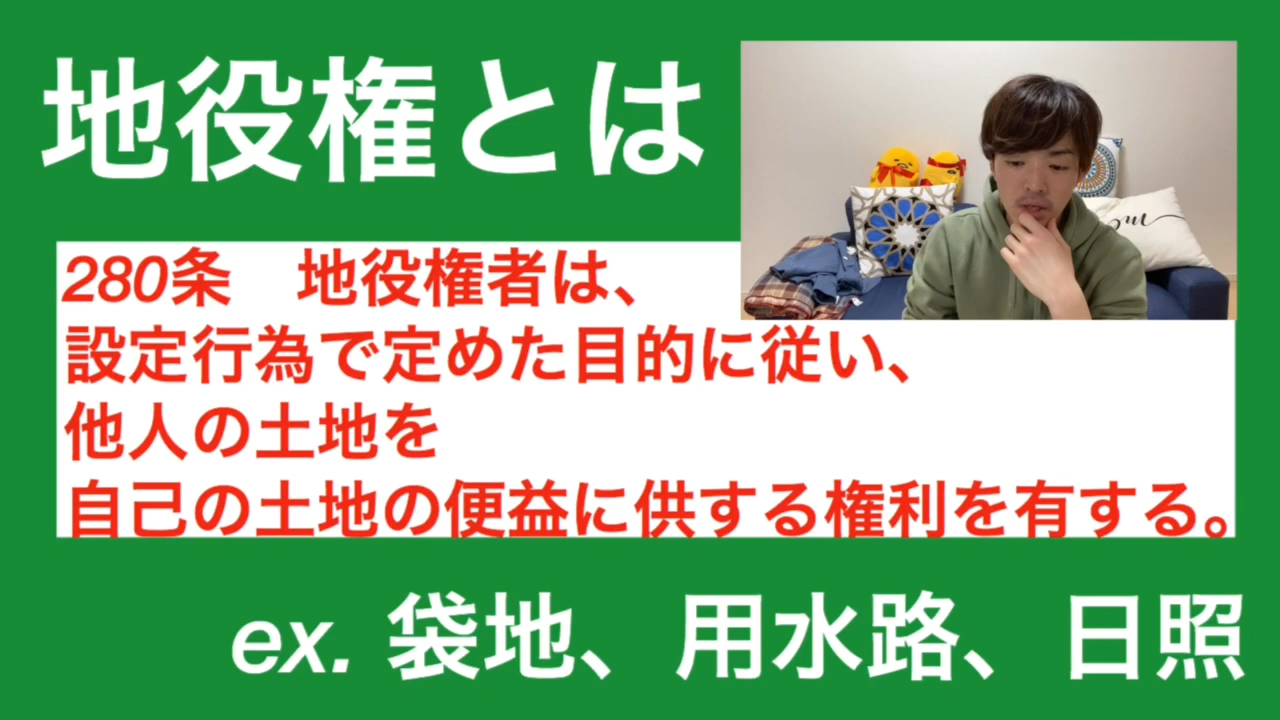 地役権とは
280条　地役権者は、
設定行為で定めた目的に従い、
他人の土地を
自己の土地の便益に供する権利を有する。
ex. 袋地、用水路、日照